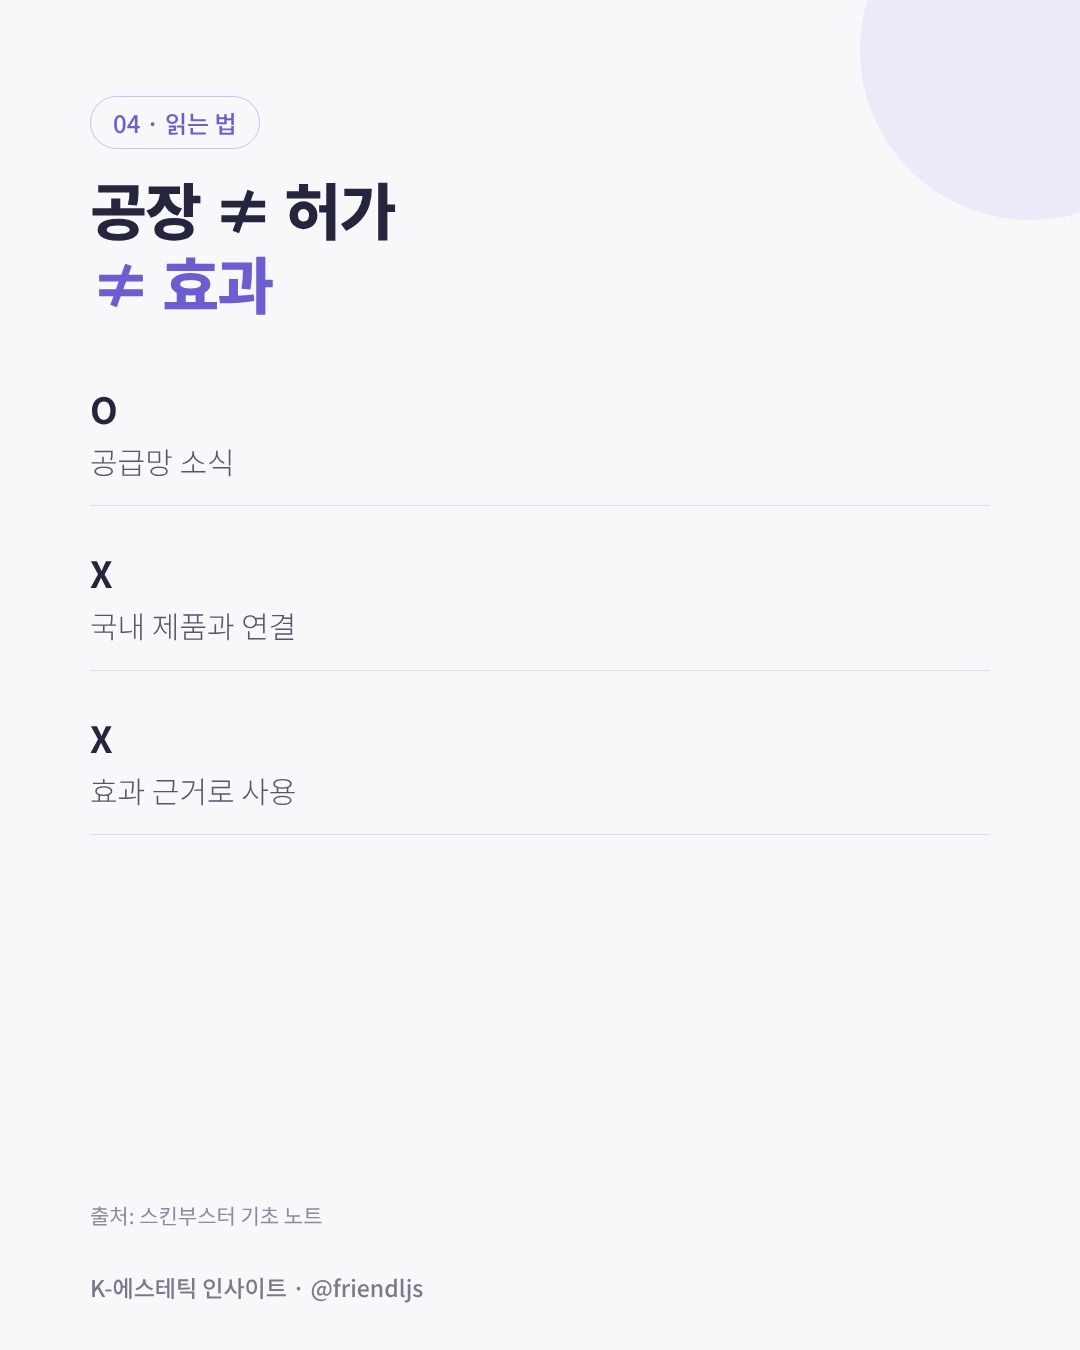 04 · 읽는 법
공장 ≠ 허가
≠ 효과
O
공급망 소식
X
국내 제품과 연결
X
효과 근거로 사용
출처: 스킨부스터 기초 노트
K-에스테틱 인사이트 · @friendljs